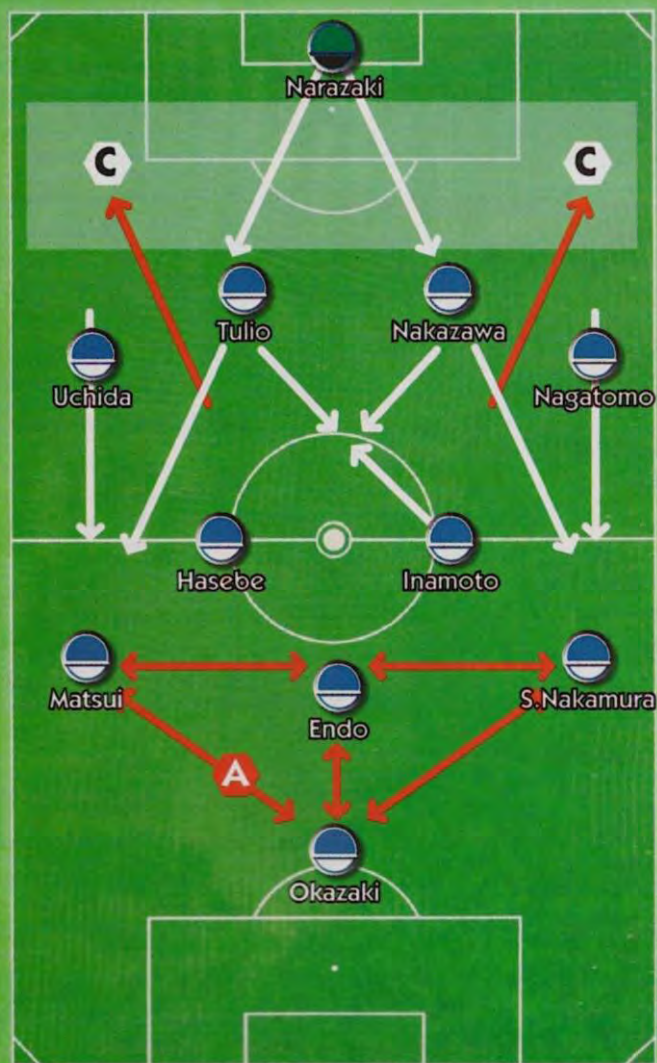 Narazaki
C
C
Tulio
Nakazawa
Uchida
Nagatomo
Hasebe
Inamoto
Matsui
S.Nakamura
Endo
A
Okazaki